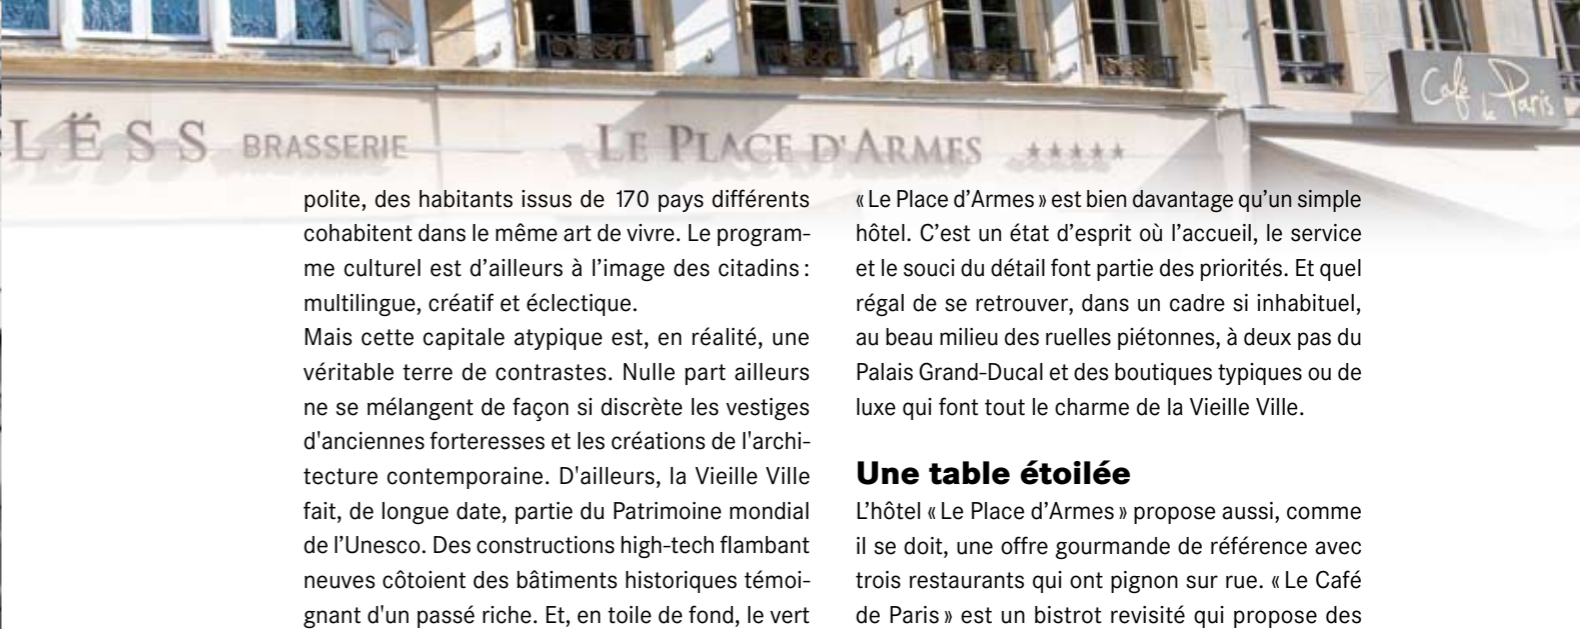 LËSS BRASSERIE
LE PLACE D'ARMES ★★★★★
Café de Paris
polite, des habitants issus de 170 pays différents
cohabitent dans le même art de vivre. Le program-
me culturel est d’ailleurs à l’image des citadins :
multilingue, créatif et éclectique.
Mais cette capitale atypique est, en réalité, une
véritable terre de contrastes. Nulle part ailleurs
ne se mélangent de façon si discrète les vestiges
d'anciennes forteresses et les créations de l'archi-
tecture contemporaine. D'ailleurs, la Vieille Ville
fait, de longue date, partie du Patrimoine mondial
de l’Unesco. Des constructions high-tech flambant
neuves côtoient des bâtiments historiques témoi-
gnant d'un passé riche. Et, en toile de fond, le vert
« Le Place d’Armes » est bien davantage qu’un simple
hôtel. C’est un état d’esprit où l’accueil, le service
et le souci du détail font partie des priorités. Et quel
régal de se retrouver, dans un cadre si inhabituel,
au beau milieu des ruelles piétonnes, à deux pas du
Palais Grand-Ducal et des boutiques typiques ou de
luxe qui font tout le charme de la Vieille Ville.
Une table étoilée
L’hôtel « Le Place d’Armes » propose aussi, comme
il se doit, une offre gourmande de référence avec
trois restaurants qui ont pignon sur rue. « Le Café
de Paris » est un bistrot revisité qui propose des